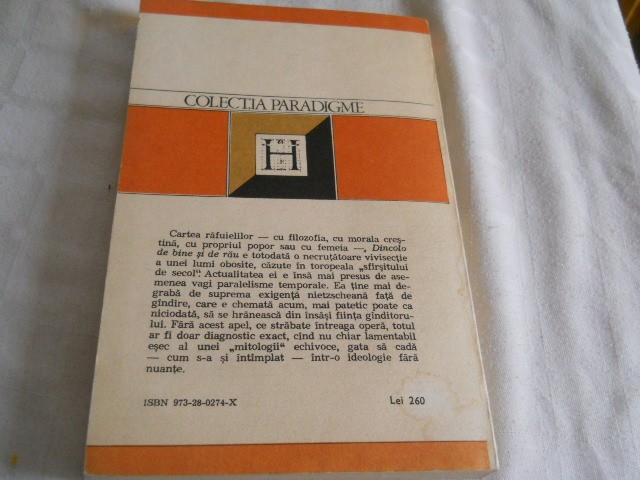 COLECȚIA PARADIGME
H
Cartea răfuielilor — cu filozofia, cu morala creș-
tină, cu propriul popor sau cu femeia —, Dincolo
de bine și de rău e totodată o necruțătoare vivisecție
a unei lumi obosite, căzute în toropeala „sfîrșitului
de secol“. Actualitatea ei e însă mai presus de ase-
menea vagi paralelisme temporale. Ea ține mai de-
grabă de suprema exigență nietzscheană față de
gîndire, care e chemată acum, mai patetic poate ca
niciodată, să se hrănească din însăși ființa gînditoru-
lui. Fără acest apel, ce străbate întreaga operă, totul
ar fi doar diagnostic exact, cînd nu chiar lamentabil
eșec al unei „mitologii“ echivoce, gata să cadă
— cum s-a și întîmplat — într-o ideologie fără
nuanțe.
ISBN 973-28-0274-X Lei 260